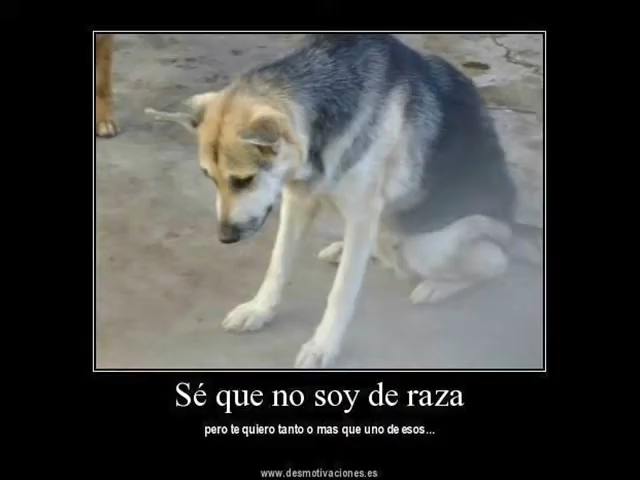 Sé que no soy de raza
pero te quiero tanto o mas que uno de esos...
www.desmotivaciones.es